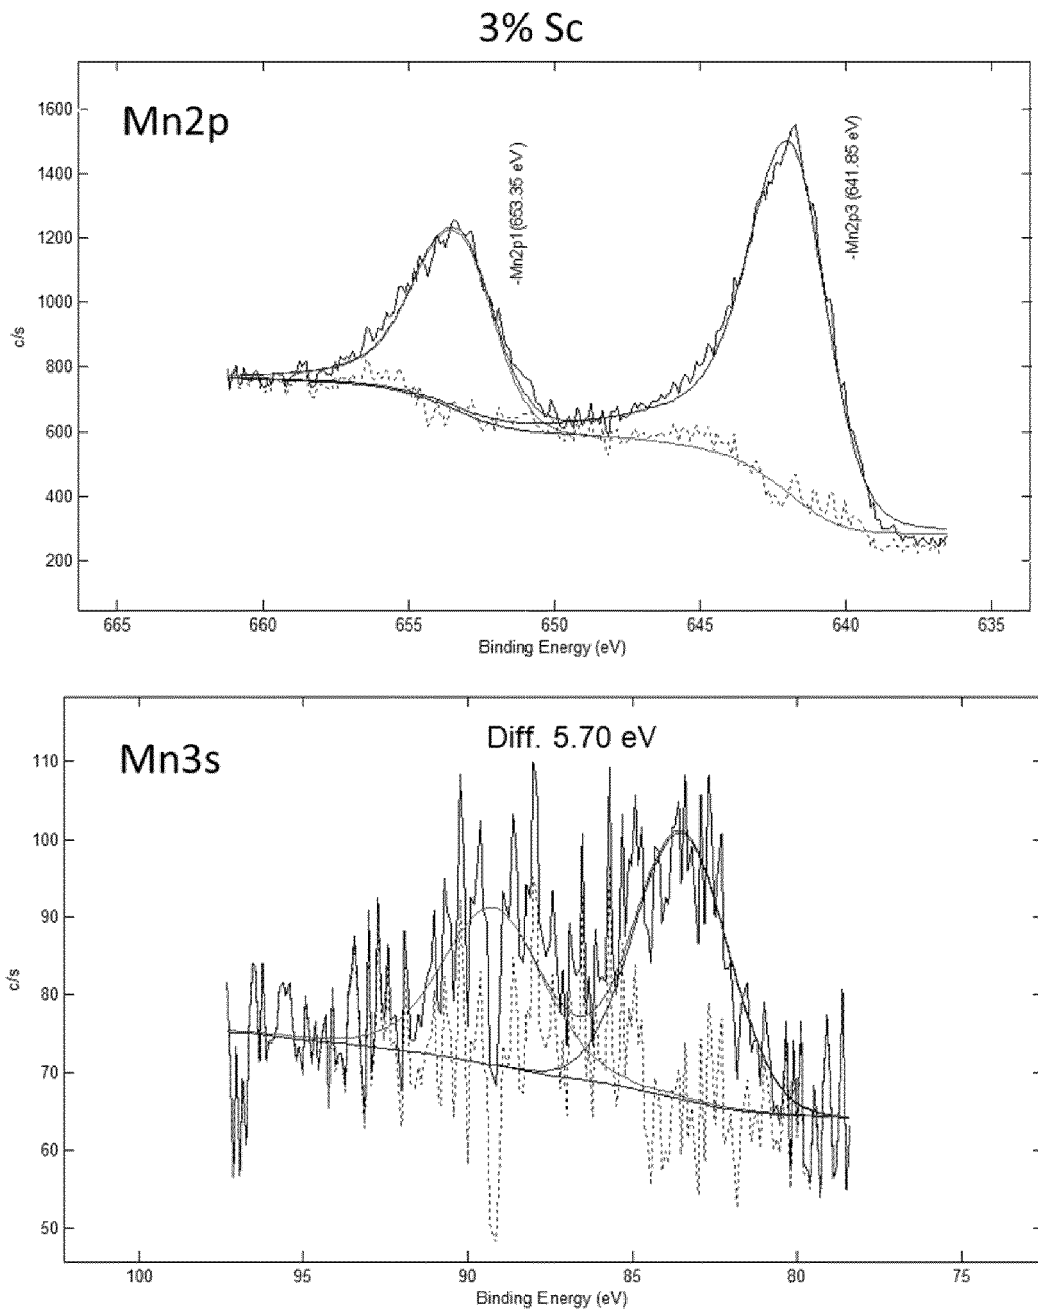 3% Sc
Mn2p
1600
1400
1200
1000
800
600
400
200
c/s
-Mn2p1(653.35 eV )
-Mn2p3 (641.85 eV)
665 660 655 650 645 640 635
Binding Energy (eV)
Mn3s
Diff. 5.70 eV
110
100
90
80
70
60
50
c/s
100 95 90 85 80 75
Binding Energy (eV)